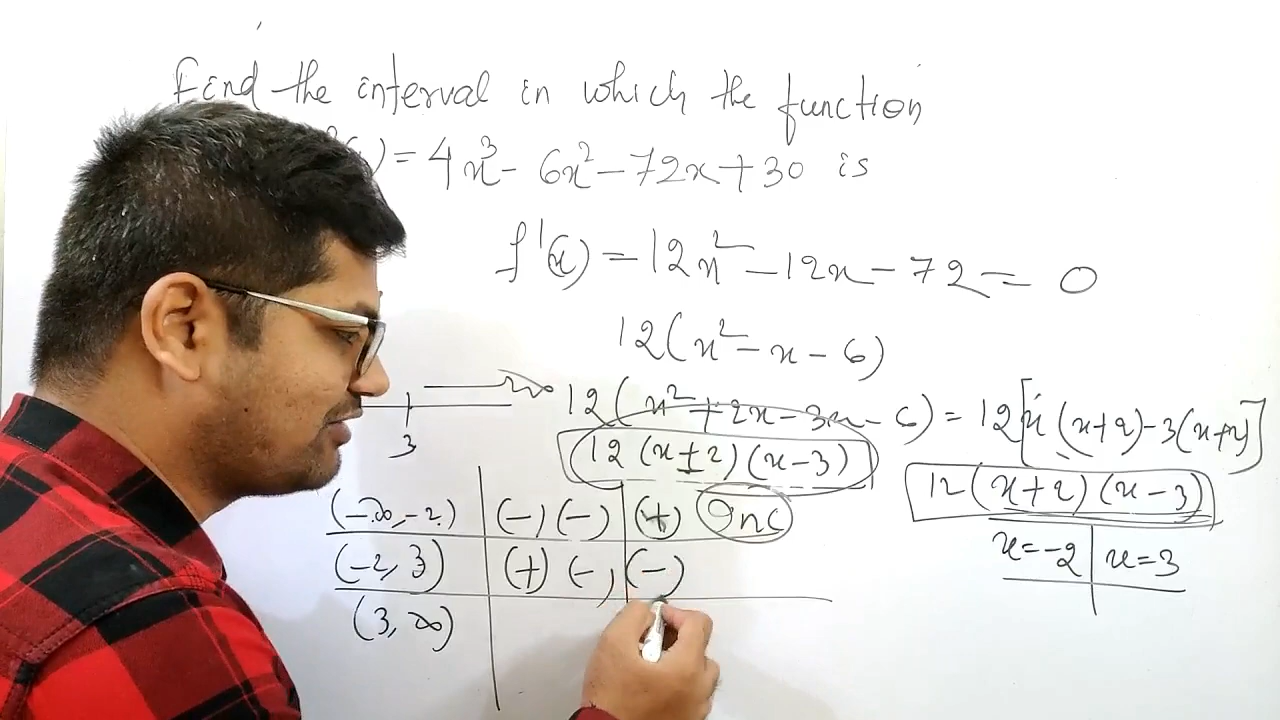 Find the interval in which the function
f(x) = 4x³ - 6x² - 72x + 30 is
f'(x) = 12x² - 12x - 72 = 0
12(x² - x - 6)
12(x² + 2x - 3x - 6) = 12[x(x+2) - 3(x+2)]
12(x+2)(x-3)
12(x+2)(x-3)
x = -2 | x = 3
3
(-∞, -2) | (-) (-) | (+) Inc
(-2, 3) | (+) (-) | (-)
(3, ∞)